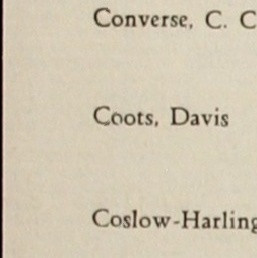 Converse, C. C
Coots, Davis
Coslow-Harling